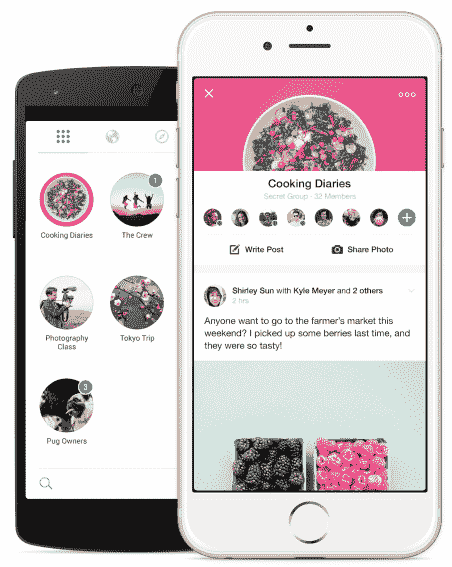 1
Cooking Diaries
The Crew
Photography
Class
Tokyo Trip
3
Pug Owners
Cooking Diaries
Secret Group · 32 Members
Write Post
Share Photo
Shirley Sun with Kyle Meyer and 2 others
2 hrs
Anyone want to go to the farmer's market this
weekend? I picked up some berries last time, and
they were so tasty!